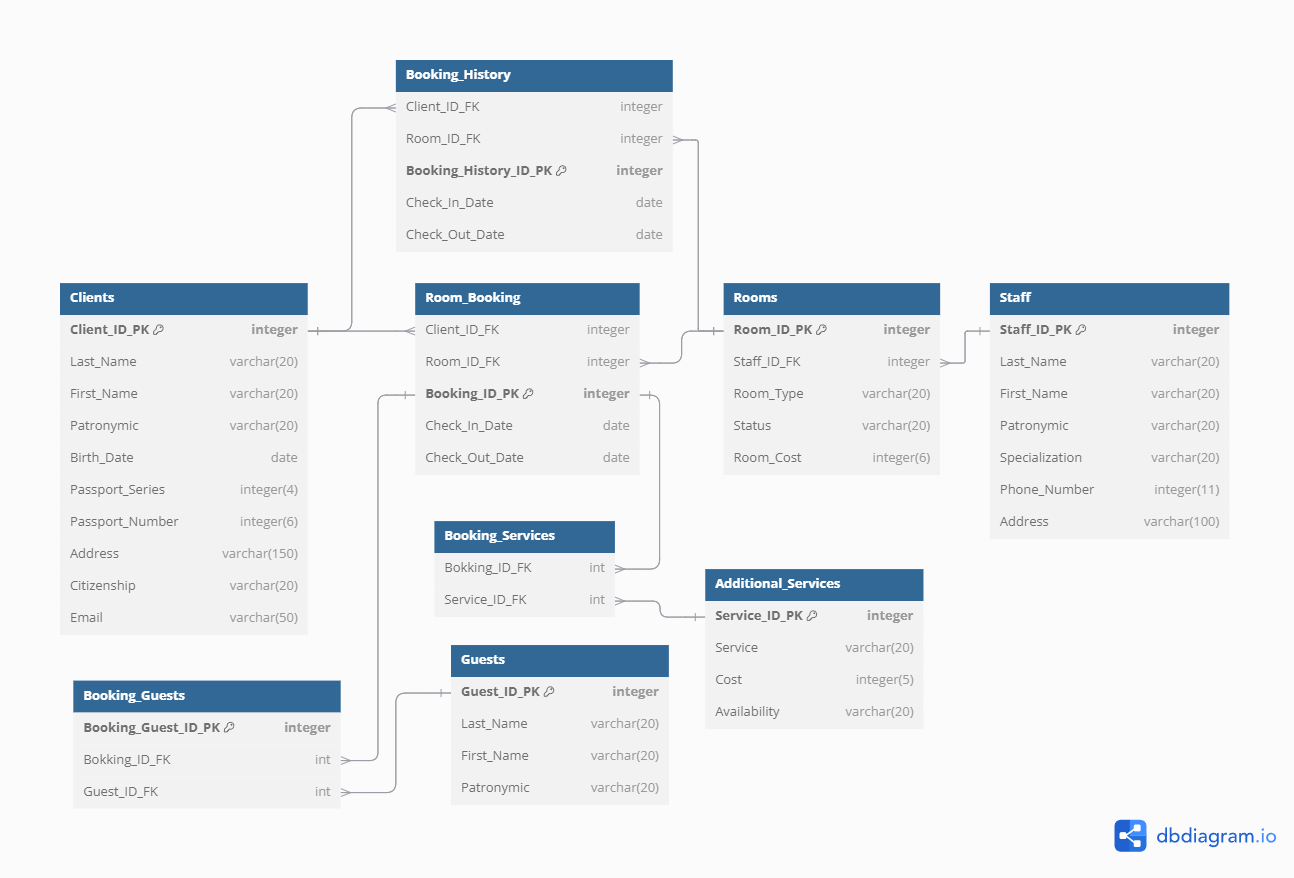 Booking_History
Client_ID_FK integer
Room_ID_FK integer
Booking_History_ID_PK integer
Check_In_Date date
Check_Out_Date date
Clients
Client_ID_PK integer
Last_Name varchar(20)
First_Name varchar(20)
Patronymic varchar(20)
Birth_Date date
Passport_Series integer(4)
Passport_Number integer(6)
Address varchar(150)
Citizenship varchar(20)
Email varchar(50)
Room_Booking
Client_ID_FK integer
Room_ID_FK integer
Booking_ID_PK integer
Check_In_Date date
Check_Out_Date date
Rooms
Room_ID_PK integer
Staff_ID_FK integer
Room_Type varchar(20)
Status varchar(20)
Room_Cost integer(6)
Staff
Staff_ID_PK integer
Last_Name varchar(20)
First_Name varchar(20)
Patronymic varchar(20)
Specialization varchar(20)
Phone_Number integer(11)
Address varchar(100)
Booking_Services
Bokking_ID_FK int
Service_ID_FK int
Additional_Services
Service_ID_PK integer
Service varchar(20)
Cost integer(5)
Availability varchar(20)
Guests
Guest_ID_PK integer
Last_Name varchar(20)
First_Name varchar(20)
Patronymic varchar(20)
Booking_Guests
Booking_Guest_ID_PK integer
Bokking_ID_FK int
Guest_ID_FK int
dbdiagram.io